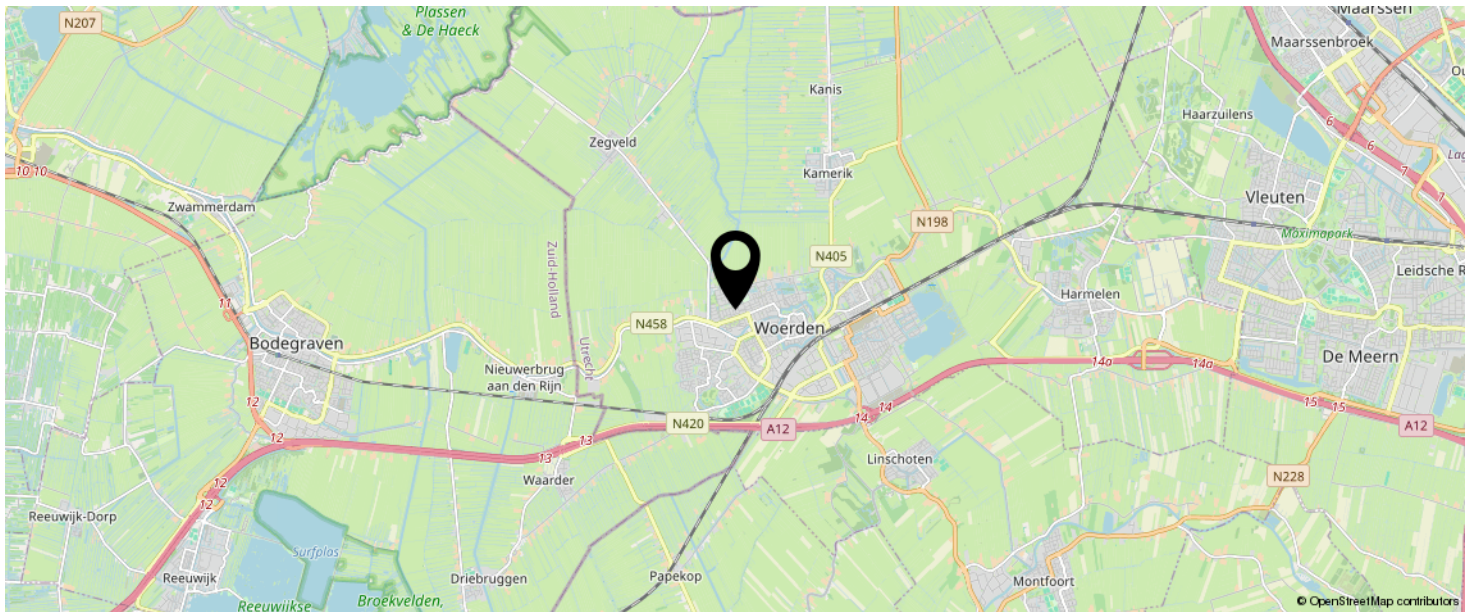 Plassen
& De Haeck
N207
Maarssen
Maarssenbroek
Kanis
Haarzuilens
6
6
7
7
Zegveld
Kamerik
10 10
Zwammerdam
Vleuten
N198
Maximapark
Zuid-Holland
N405
Leidsche R
Harmelen
11
N458
Woerden
Bodegraven
Utrecht
De Meern
14a
14a
Nieuwerbrug
aan den Rijn
12
15
15
14
14
N420
A12
A12
12
13
13
Linschoten
Waarder
N228
12
12
Reeuwijk-Dorp
Surfplas
Reeuwijk
Driebruggen
Papekop
Montfoort
Reeuwijkse
Broekvelden,
© OpenStreetMap contributors